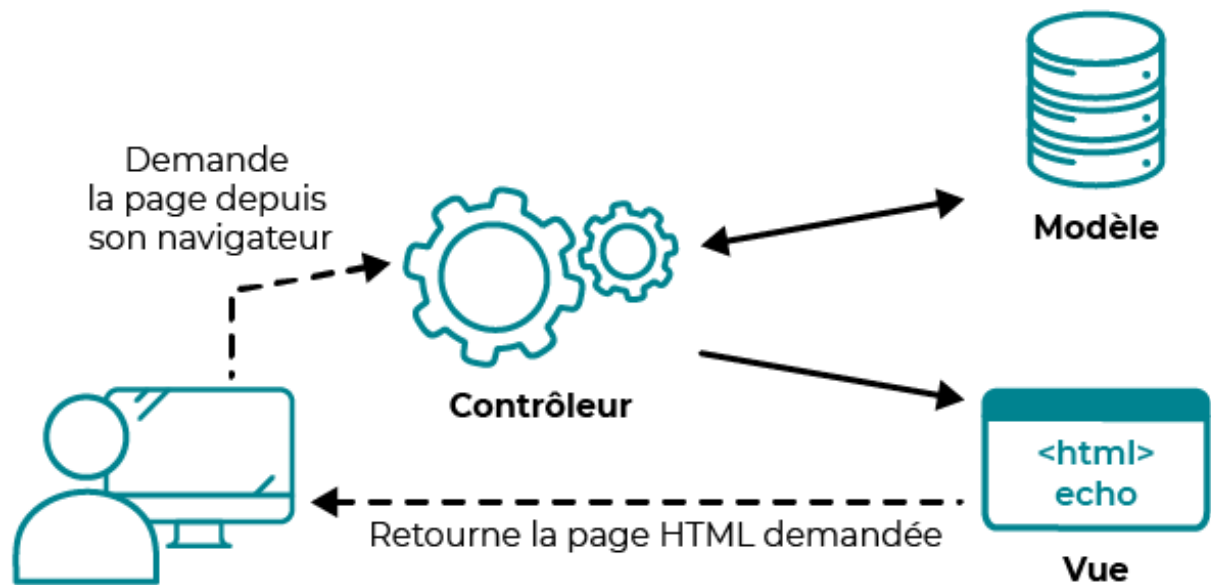 Demande
la page depuis
son navigateur
Modèle
Contrôleur
<html>
echo
Retourne la page HTML demandée
Vue